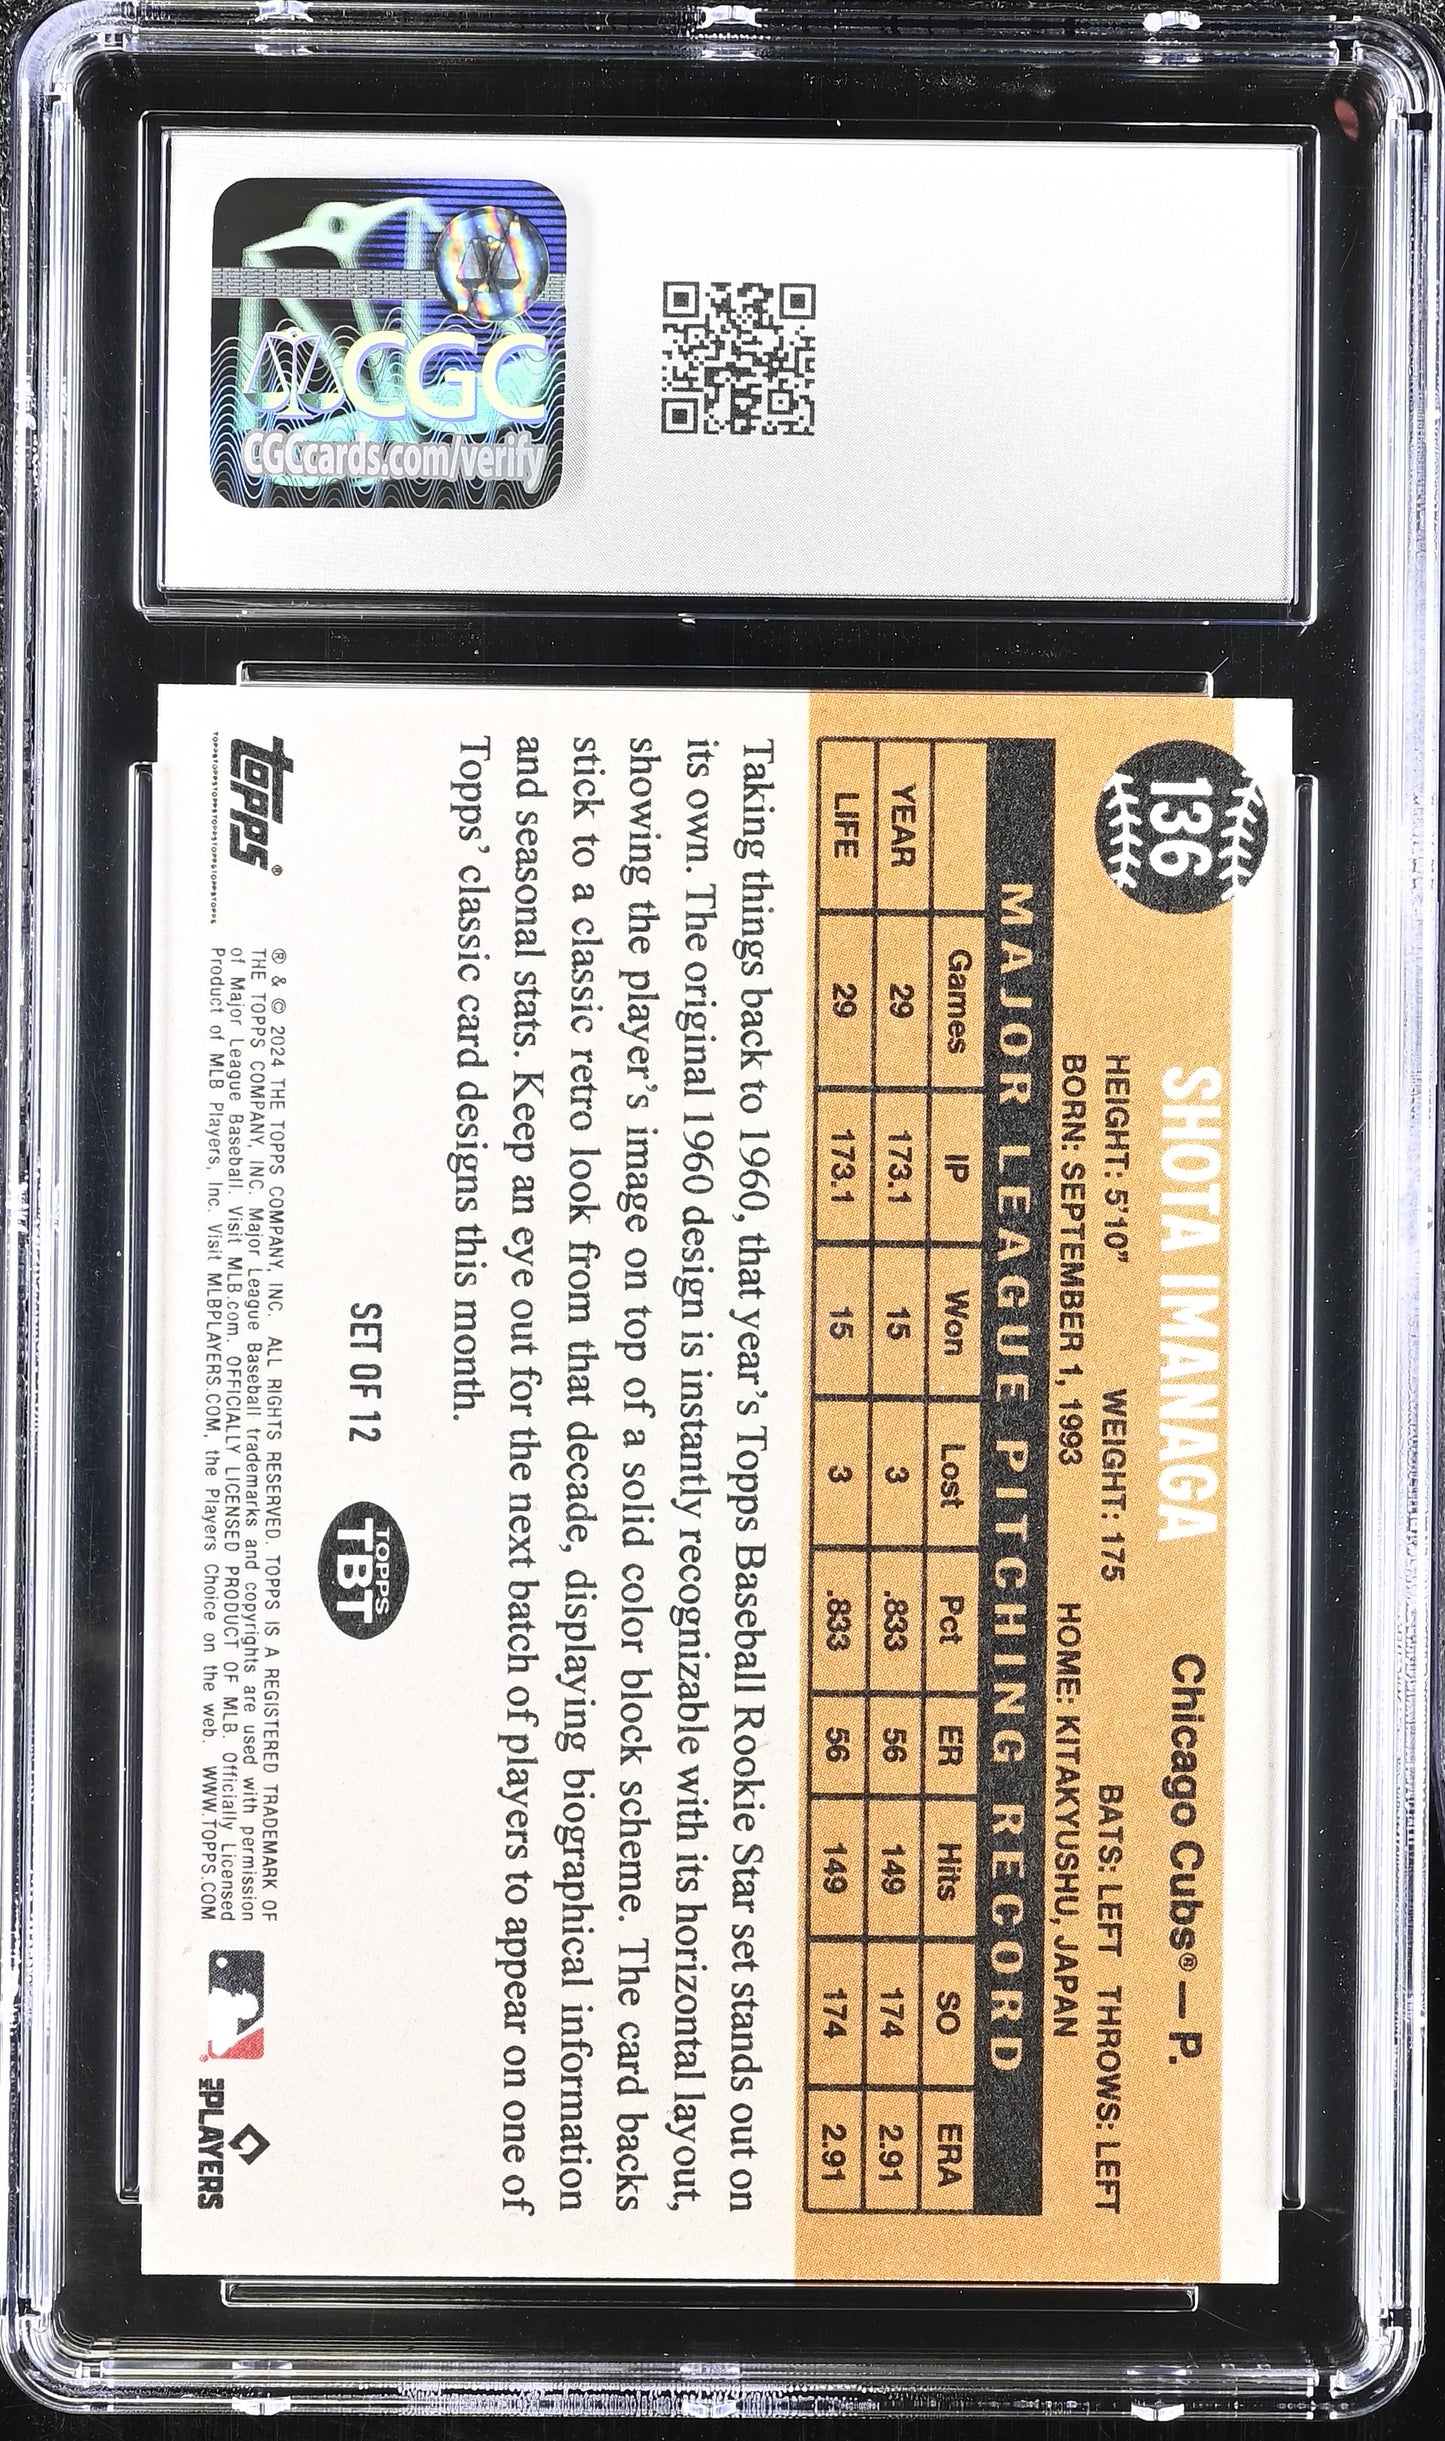 CGC
CGCcards.com/verify
136
SHOTA IMANAGA
Chicago Cubs® — P.
HEIGHT: 5'10" WEIGHT: 175 BATS: LEFT THROWS: LEFT
BORN: SEPTEMBER 1, 1993 HOME: KITAKYUSHU, JAPAN
MAJOR LEAGUE PITCHING RECORD
Games IP Won Lost Pct ER Hits SO ERA
YEAR 29 173.1 15 3 .833 56 149 174 2.91
LIFE 29 173.1 15 3 .833 56 149 174 2.91
Taking things back to 1960, that year's Topps Baseball Rookie Star set stands out on
its own. The original 1960 design is instantly recognizable with its horizontal layout,
showing the player's image on top of a solid color block scheme. The card backs
stick to a classic retro look from that decade, displaying biographical information
and seasonal stats. Keep an eye out for the next batch of players to appear on one of
Topps' classic card designs this month.
SET OF 12
TOPPS
TBT
topps®
TOPPSTOPPSTOPPSTOPPSTOPPSTOPPSTOPPS
® & © 2024 THE TOPPS COMPANY, INC. ALL RIGHTS RESERVED. TOPPS IS A REGISTERED TRADEMARK OF
THE TOPPS COMPANY, INC. Major League Baseball trademarks and copyrights are used with permission
of Major League Baseball. Visit MLB.com. OFFICIALLY LICENSED PRODUCT OF MLB. Officially Licensed
Product of MLB Players, Inc. Visit MLBPLAYERS.COM, the Players Choice on the web. WWW.TOPPS.COM
MLB PLAYERS